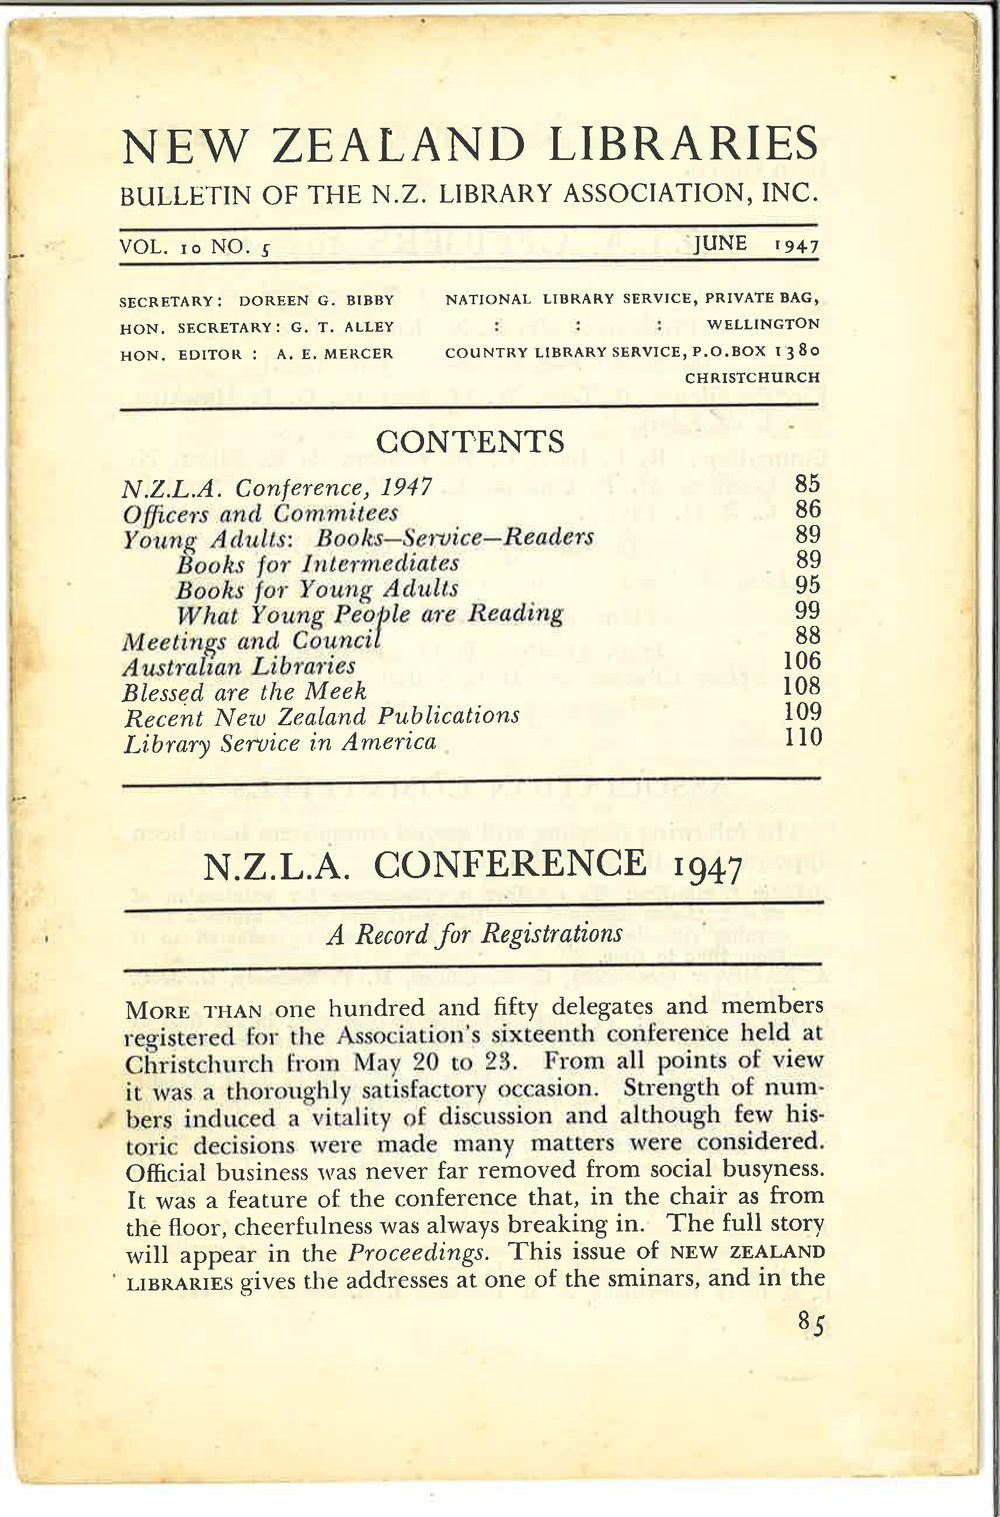 NEW ZEALAND LIBRARIES
BULLETIN OF THE N.Z. LIBRARY ASSOCIATION, INC.
VOL. 10 NO. 5 JUNE 1947
SECRETARY: DOREEN G. BIBBY NATIONAL LIBRARY SERVICE, PRIVATE BAG,
HON. SECRETARY: G. T. ALLEY : : : WELLINGTON
HON. EDITOR : A. E. MERCER COUNTRY LIBRARY SERVICE, P.O.BOX 1380
CHRISTCHURCH
CONTENTS
N.Z.L.A. Conference, 1947 85
Officers and Commitees 86
Young Adults: Books—Service—Readers 89
Books for Intermediates 89
Books for Young Adults 95
What Young People are Reading 99
Meetings and Council 88
Australian Libraries 106
Blessed are the Meek 108
Recent New Zealand Publications 109
Library Service in America 110
N.Z.L.A. CONFERENCE 1947
A Record for Registrations
MORE THAN one hundred and fifty delegates and members
registered for the Association's sixteenth conference held at
Christchurch from May 20 to 23. From all points of view
it was a thoroughly satisfactory occasion. Strength of num-
bers induced a vitality of discussion and although few his-
toric decisions were made many matters were considered.
Official business was never far removed from social busyness.
It was a feature of the conference that, in the chair as from
the floor, cheerfulness was always breaking in. The full story
will appear in the Proceedings. This issue of NEW ZEALAND
LIBRARIES gives the addresses at one of the sminars, and in the
85